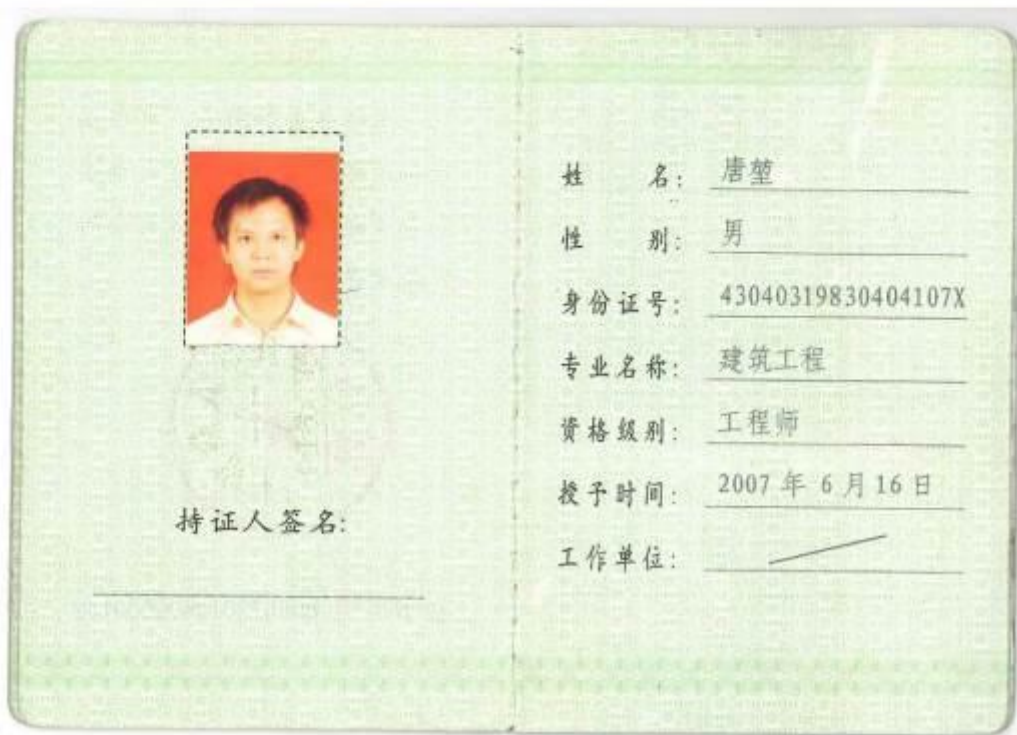 持证人签名:
姓 名: 唐堃
性 别: 男
身份证号: 43040319830404107X
专业名称: 建筑工程
资格级别: 工程师
授予时间: 2007 年 6 月 16 日
工作单位: